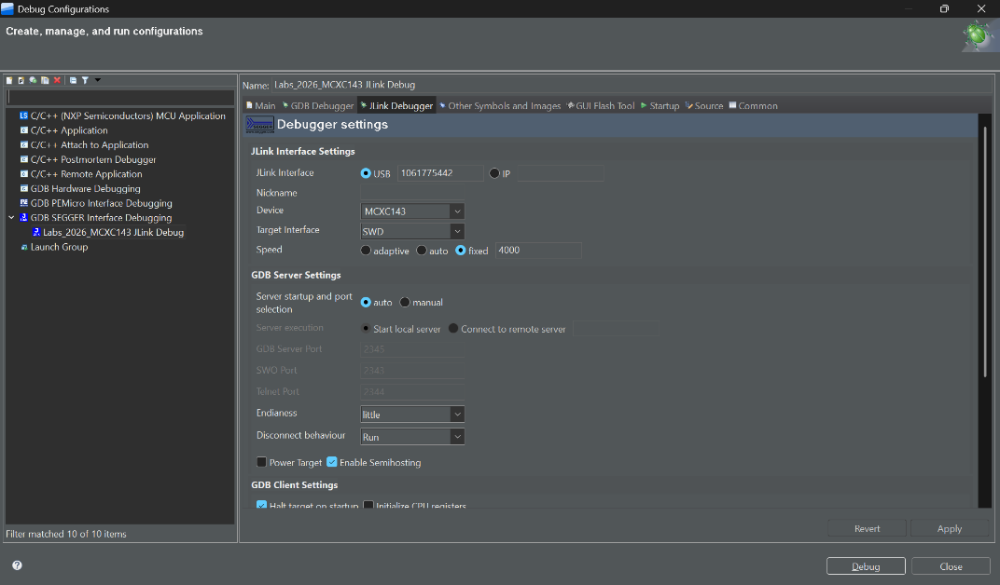 Debug Configurations
Create, manage, and run configurations
Name: Labs_2026_MCXC143 JLink Debug
Main GDB Debugger JLink Debugger Other Symbols and Images GUI Flash Tool Startup Source Common
C/C++ (NXP Semiconductors) MCU Application
C/C++ Application
C/C++ Attach to Application
C/C++ Postmortem Debugger
C/C++ Remote Application
GDB Hardware Debugging
GDB PEMicro Interface Debugging
GDB SEGGER Interface Debugging
Labs_2026_MCXC143 JLink Debug
Launch Group
Filter matched 10 of 10 items
Debugger settings
JLink Interface Settings
JLink Interface USB 1061775442 IP
Nickname
Device MCXC143
Target Interface SWD
Speed adaptive auto fixed 4000
GDB Server Settings
Server startup and port selection auto manual
Server execution Start local server Connect to remote server
GDB Server Port 2345
SWO Port 2343
Telnet Port 2344
Endianess little
Disconnect behaviour Run
Power Target Enable Semihosting
GDB Client Settings
Halt target on startup Initialize CPU registers
Revert Apply
Debug Close